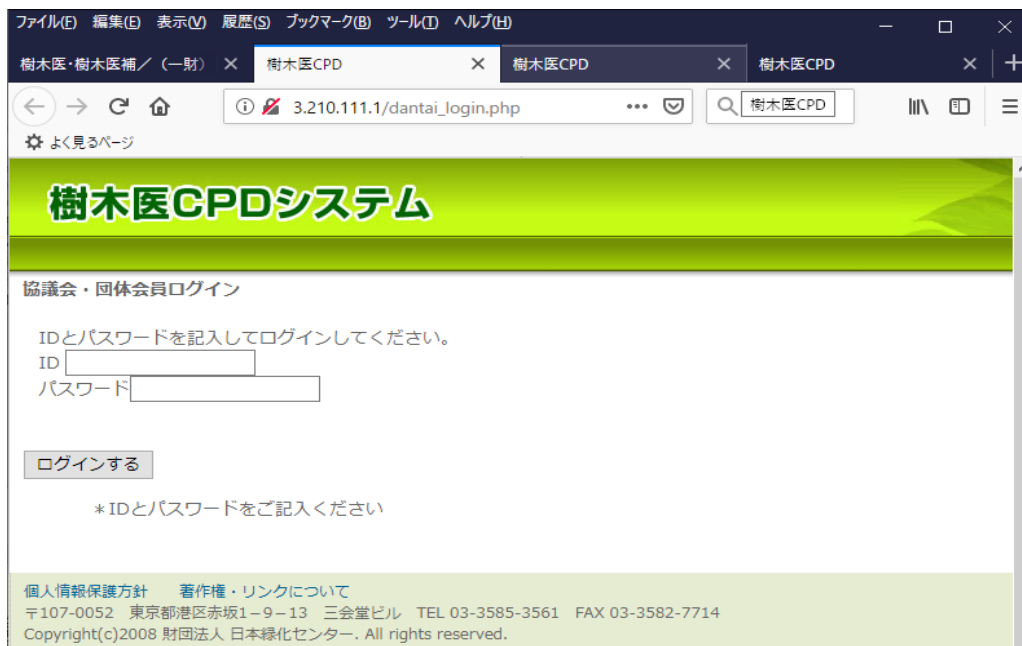 ファイル(F) 編集(E) 表示(V) 履歴(S) ブックマーク(B) ツール(T) ヘルプ(H)
樹木医・樹木医補／（一財） 樹木医CPD 樹木医CPD 樹木医CPD
3.210.111.1/dantai_login.php 樹木医CPD
よく見るページ
樹木医CPDシステム
協議会・団体会員ログイン
IDとパスワードを記入してログインしてください。
ID
パスワード
ログインする
＊IDとパスワードをご記入ください
個人情報保護方針 著作権・リンクについて
〒107-0052 東京都港区赤坂1－9－13 三会堂ビル TEL 03-3585-3561 FAX 03-3582-7714
Copyright(c)2008 財団法人 日本緑化センター. All rights reserved.